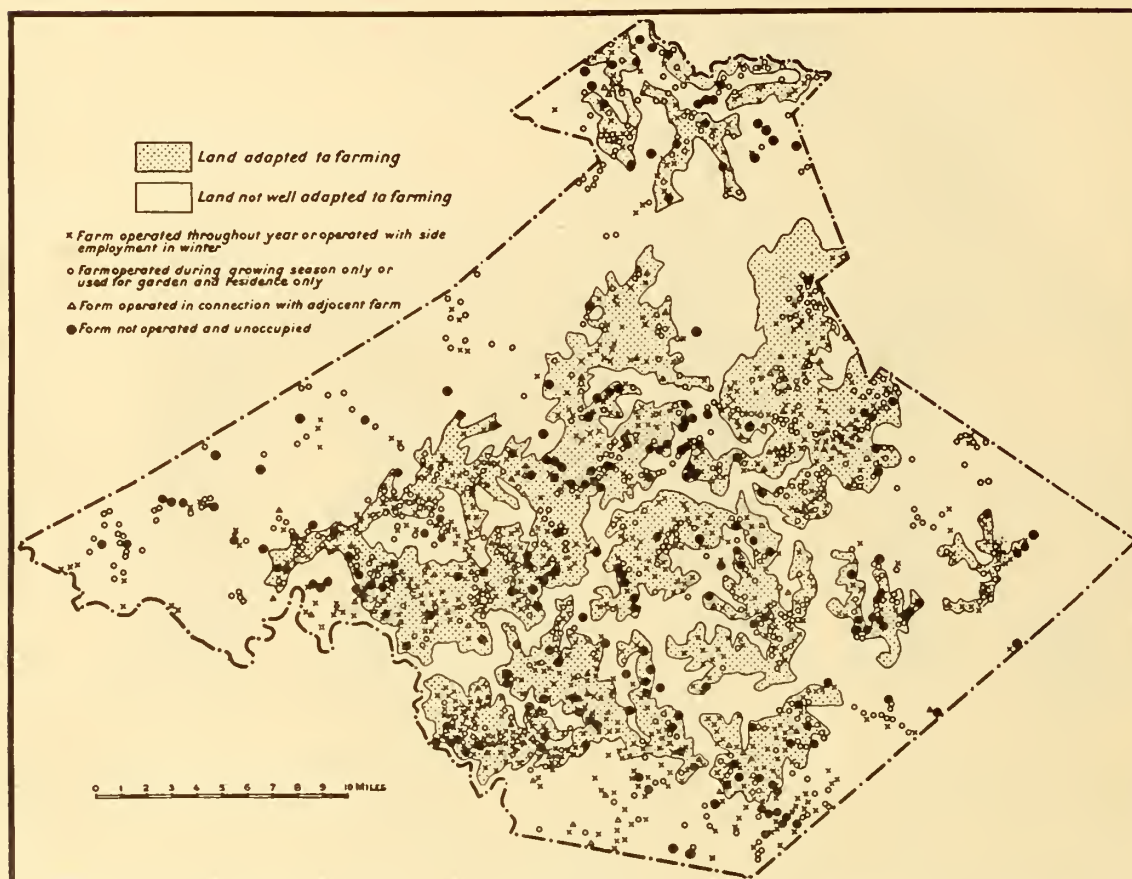 Land adapted to farming
Land not well adapted to farming
x Farm operated throughout year or operated with side
employment in winter
o Farm operated during growing season only or
used for garden and residence only
△ Form operated in connection with adjacent farm
● Form not operated and unoccupied
0 1 2 3 4 5 6 7 8 9 10 MILES